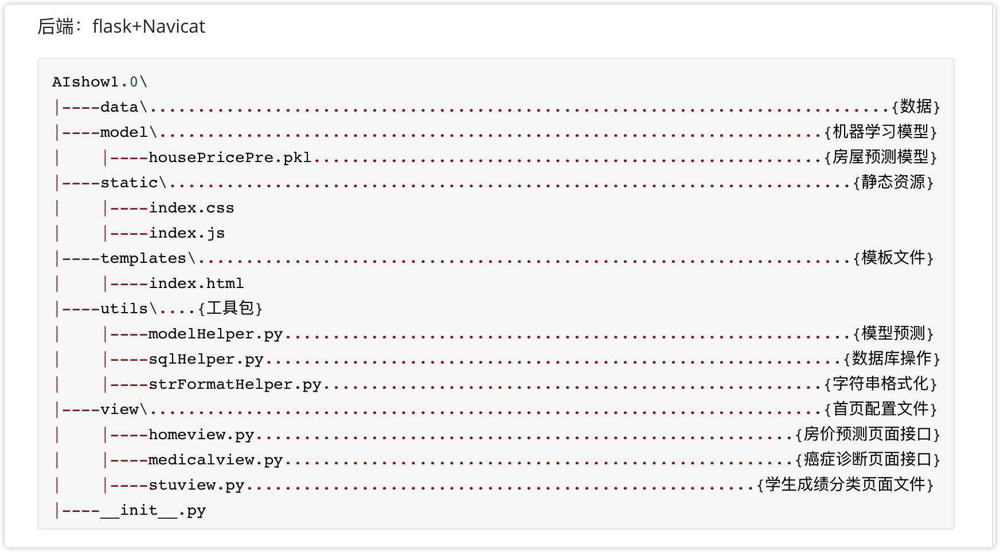 后端：flask+Navicat
AIshow1.0\
|----data\.............................................................................{数据}
|----model\.....................................................................{机器学习模型}
|    |----housePricePre.pkl.....................................................{房屋预测模型}
|----static\.......................................................................{静态资源}
|    |----index.css
|    |----index.js
|----templates\....................................................................{模板文件}
|    |----index.html
|----utils\....{工具包}
|    |----modelHelper.py...........................................................{模型预测}
|    |----sqlHelper.py............................................................{数据库操作}
|    |----strFormatHelper.py....................................................{字符串格式化}
|----view\......................................................................{首页配置文件}
|    |----homeview.py........................................................{房价预测页面接口}
|    |----medicalview.py.....................................................{癌症诊断页面接口}
|    |----stuview.py.....................................................{学生成绩分类页面文件}
|----__init__.py